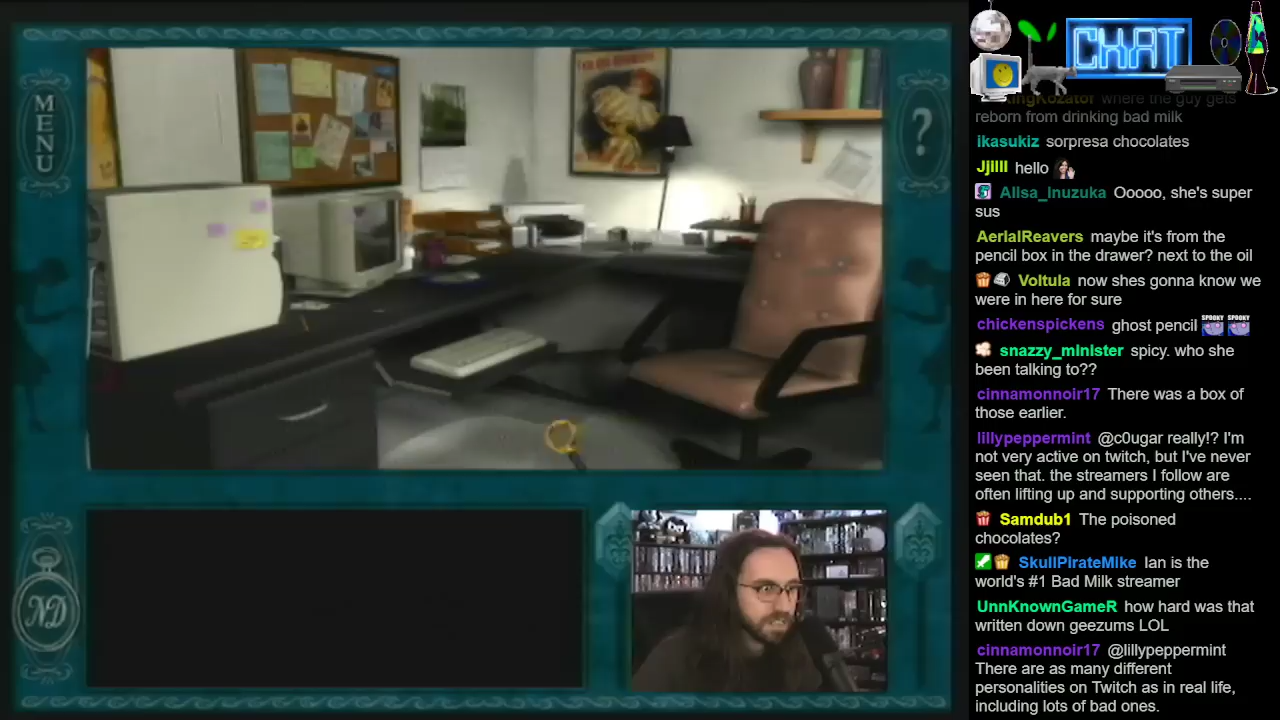 MENU
?
ND
CHAT
KingKozator where the guy gets
reborn from drinking bad milk
ikasukiz sorpresa chocolates
Jjillll hello
Alisa_Inuzuka Ooooo, she's super
sus
AerialReavers maybe it's from the
pencil box in the drawer? next to the oil
Voltula now shes gonna know we
were in here for sure
chickenspickens ghost pencil SPOOKY SPOOKY
snazzy_minister spicy. who she
been talking to??
cinnamonnoir17 There was a box of
those earlier.
lillypeppermint @c0ugar really!? I'm
not very active on twitch, but I've never
seen that. the streamers I follow are
often lifting up and supporting others....
Samdub1 The poisoned
chocolates?
SkullPirateMike Ian is the
world's #1 Bad Milk streamer
UnnKnownGameR how hard was that
written down geezums LOL
cinnamonnoir17 @lillypeppermint
There are as many different
personalities on Twitch as in real life,
including lots of bad ones.